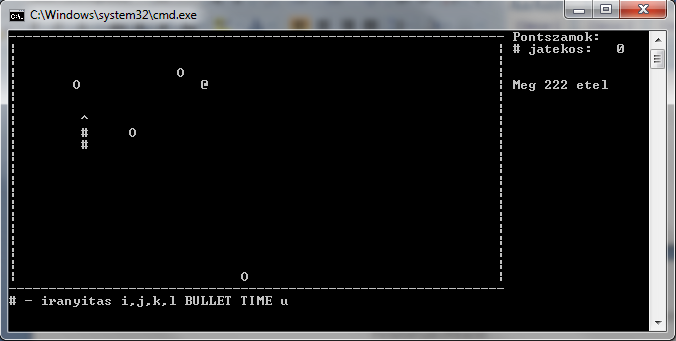 C:\Windows\system32\cmd.exe
Pontszamok:
# jatekos: 0
O
O @
Meg 222 etel
^
# O
#
O
# - iranyitas i,j,k,l BULLET TIME u